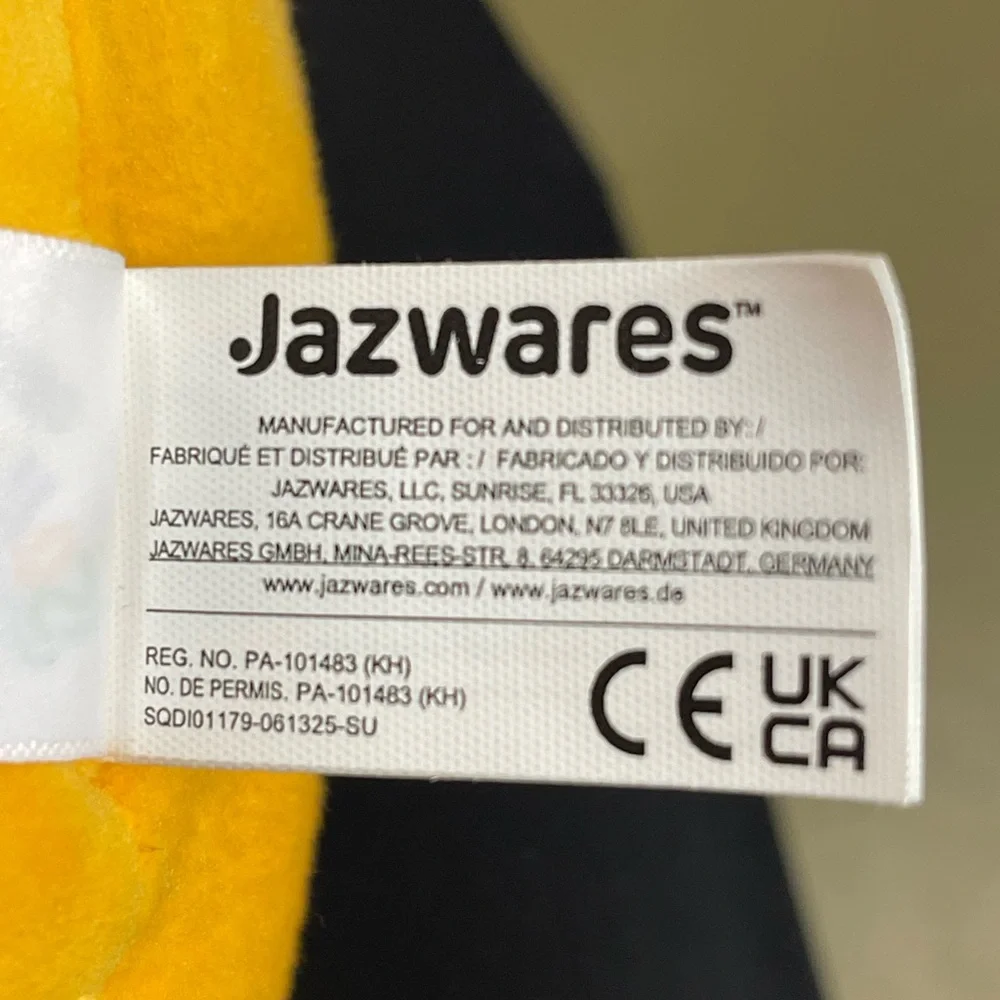 Jazwares™
MANUFACTURED FOR AND DISTRIBUTED BY:/
FABRIQUÉ ET DISTRIBUÉ PAR :/ FABRICADO Y DISTRIBUIDO POR:
JAZWARES, LLC, SUNRISE, FL 33326, USA
JAZWARES, 16A CRANE GROVE, LONDON, N7 8LE, UNITED KINGDOM
JAZWARES GMBH, MINA-REES-STR. 8, 64295 DARMSTADT, GERMANY
www.jazwares.com / www.jazwares.de
REG. NO. PA-101483 (KH)
NO. DE PERMIS. PA-101483 (KH)
SQDI01179-061325-SU
CE
UK
CA